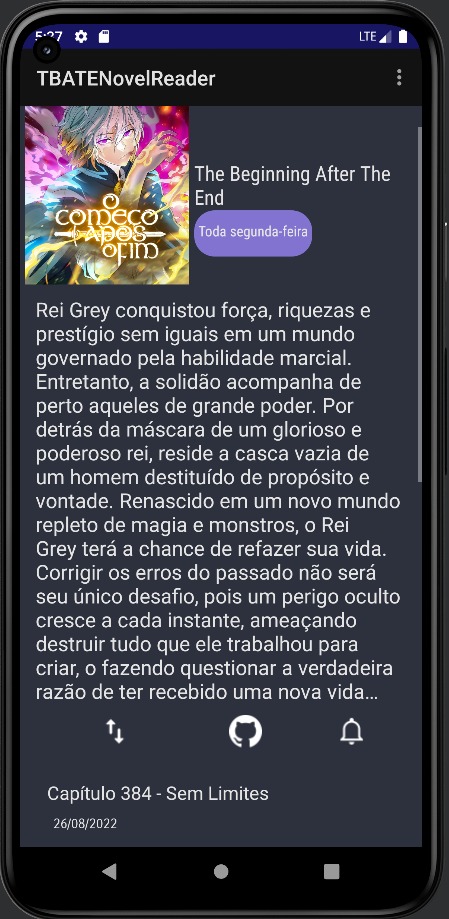 5:27
LTE
TBATENovelReader
O
COMEÇO
APÓS
O FIM
The Beginning After The
End
Toda segunda-feira
Rei Grey conquistou força, riquezas e
prestígio sem iguais em um mundo
governado pela habilidade marcial.
Entretanto, a solidão acompanha de
perto aqueles de grande poder. Por
detrás da máscara de um glorioso e
poderoso rei, reside a casca vazia de
um homem destituído de propósito e
vontade. Renascido em um novo mundo
repleto de magia e monstros, o Rei
Grey terá a chance de refazer sua vida.
Corrigir os erros do passado não será
seu único desafio, pois um perigo oculto
cresce a cada instante, ameaçando
destruir tudo que ele trabalhou para
criar, o fazendo questionar a verdadeira
razão de ter recebido uma nova vida...
Capítulo 384 - Sem Limites
26/08/2022